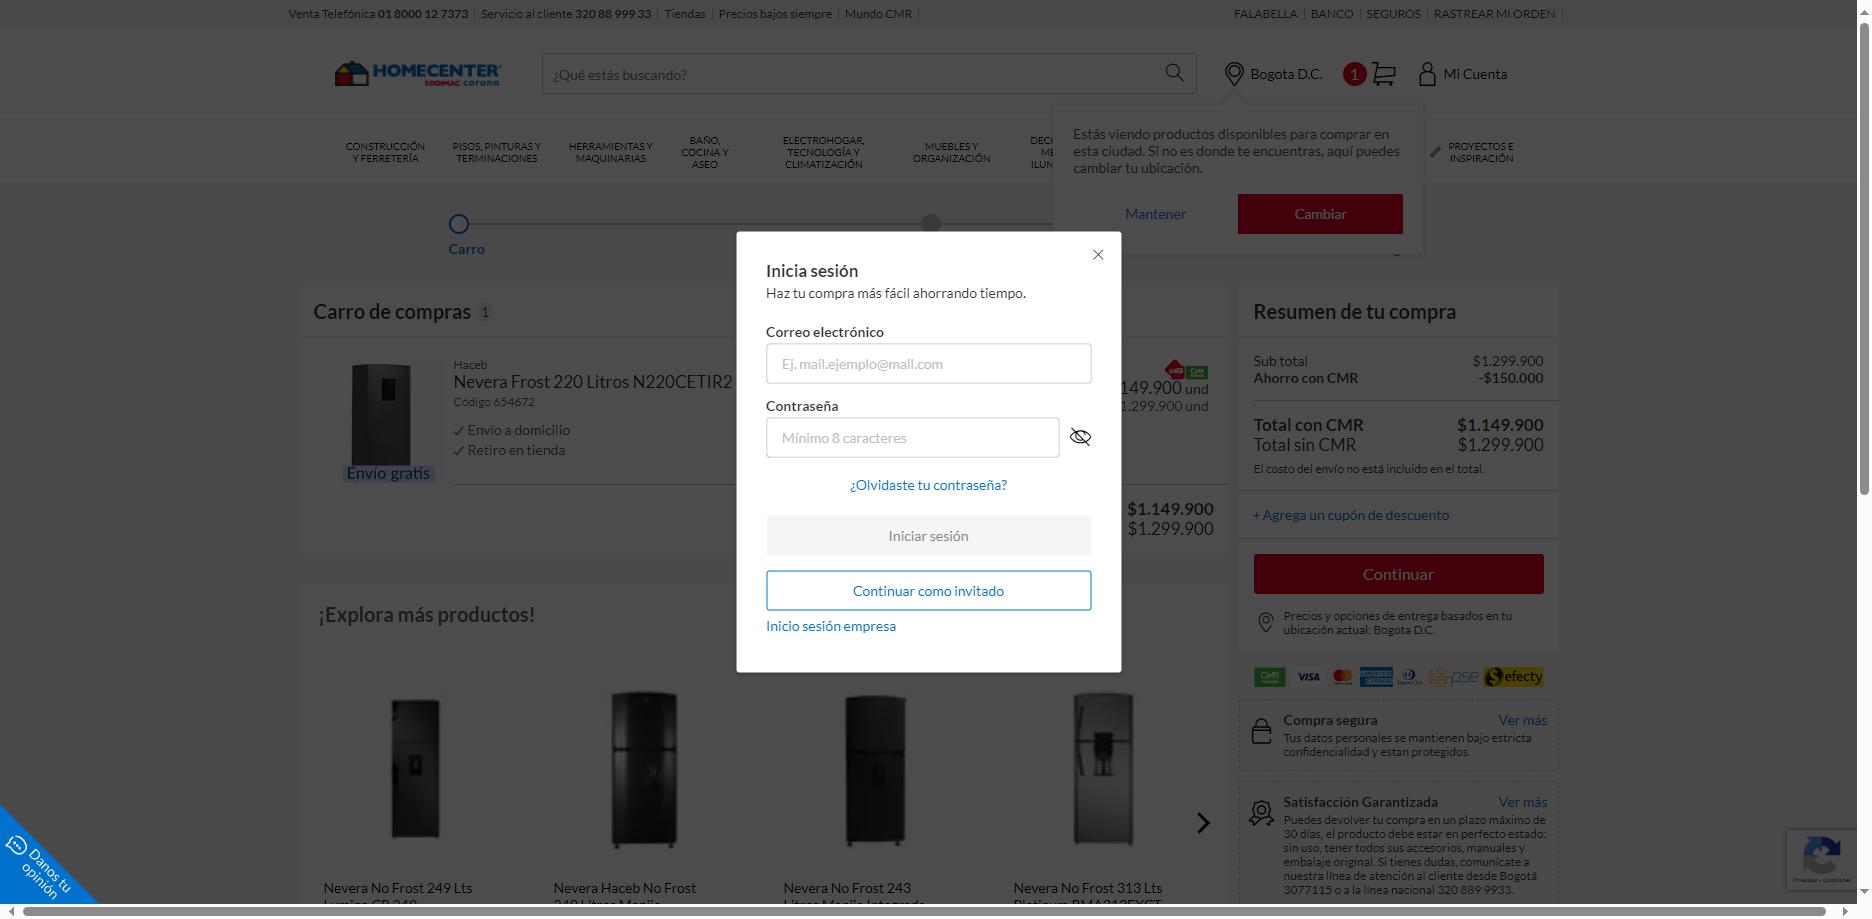 Venta Telefónica 01 8000 12 7373
Servicio al cliente 320 88 999 33
Tiendas
Precios bajos siempre
Mundo CMR
FALABELLA
BANCO
SEGUROS
RASTREAR MI ORDEN
HOMECENTER
SODIMAC corona
¿Qué estás buscando?
Bogota D.C.
1
Mi Cuenta
CONSTRUCCIÓN
Y FERRETERÍA
PISOS, PINTURAS Y
TERMINACIONES
HERRAMIENTAS Y
MAQUINARIAS
BAÑO,
COCINA Y
ASEO
ELECTROHOGAR,
TECNOLOGÍA Y
CLIMATIZACIÓN
MUEBLES Y
ORGANIZACIÓN
PROYECTOS E
INSPIRACIÓN
Estás viendo productos disponibles para comprar en
esta ciudad. Si no es donde te encuentras, aquí puedes
cambiar tu ubicación.
Mantener
Cambiar
Carro
Inicia sesión
Haz tu compra más fácil ahorrando tiempo.
Correo electrónico
Ej. mail.ejemplo@mail.com
Contraseña
Mínimo 8 caracteres
¿Olvidaste tu contraseña?
Iniciar sesión
Continuar como invitado
Inicio sesión empresa
Carro de compras 1
Haceb
Nevera Frost 220 Litros N220CETIR2
Código 654672
Envío a domicilio
Retiro en tienda
Envío gratis
149.900 und
1.299.900 und
$1.149.900
$1.299.900
Resumen de tu compra
Sub total $1.299.900
Ahorro con CMR -$150.000
Total con CMR $1.149.900
Total sin CMR $1.299.900
El costo del envío no está incluido en el total.
+ Agrega un cupón de descuento
Continuar
Precios y opciones de entrega basados en tu
ubicación actual: Bogota D.C.
CMR
VISA
pse
efecty
Compra segura
Ver más
Tus datos personales se mantienen bajo estricta
confidencialidad y estan protegidos.
Satisfacción Garantizada
Ver más
Puedes devolver tu compra en un plazo máximo de
30 días, el producto debe estar en perfecto estado:
sin uso, tener todos sus accesorios, manuales y
embalaje original. Si tienes dudas, comunícate a
nuestra línea de atención al cliente desde Bogotá
3077115 o a la línea nacional 320 889 9933.
¡Explora más productos!
Nevera No Frost 249 Lts
Nevera Haceb No Frost
Nevera No Frost 243
Nevera No Frost 313 Lts
Danos tu
opinión